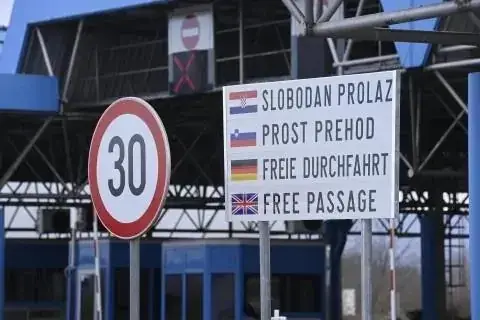 30
SLOBODAN PROLAZ
PROST PREHOD
FREIE DURCHFAHRT
FREE PASSAGE